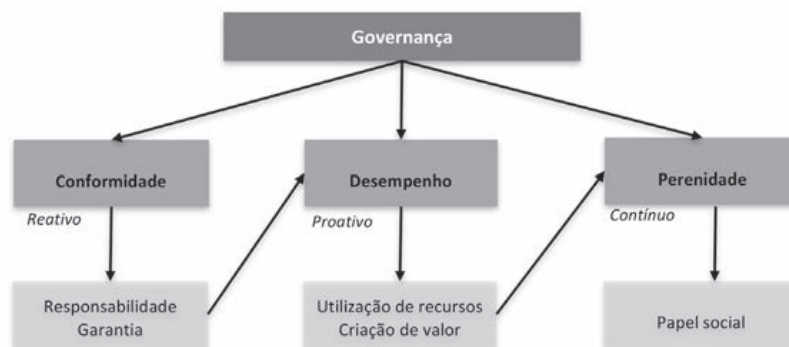 Governança
Conformidade
Desempenho
Perenidade
Reativo
Proativo
Contínuo
Responsabilidade
Garantia
Utilização de recursos
Criação de valor
Papel social